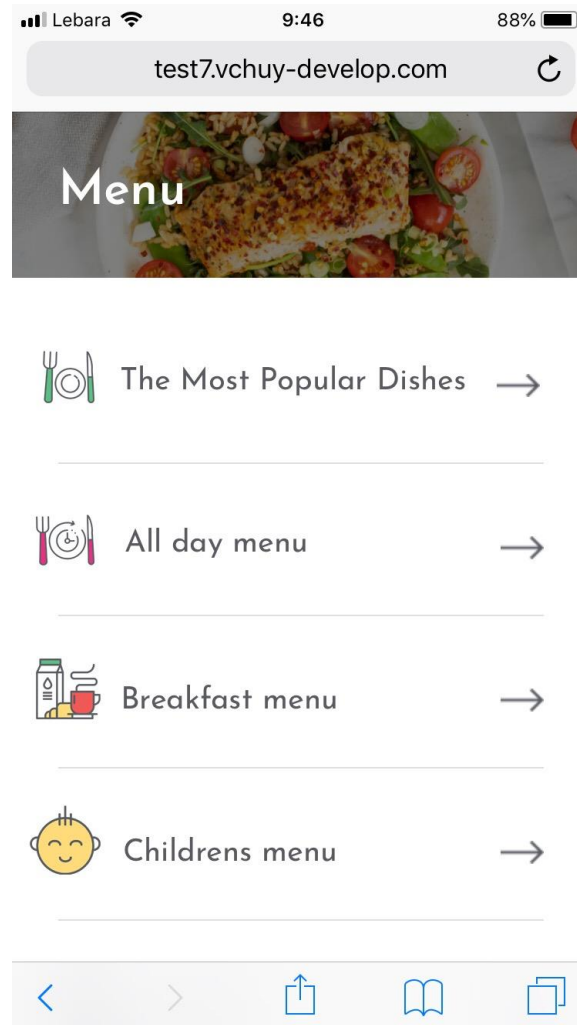 Lebara 9:46 88%
test7.vchuy-develop.com
Menu
The Most Popular Dishes
All day menu
Breakfast menu
Childrens menu